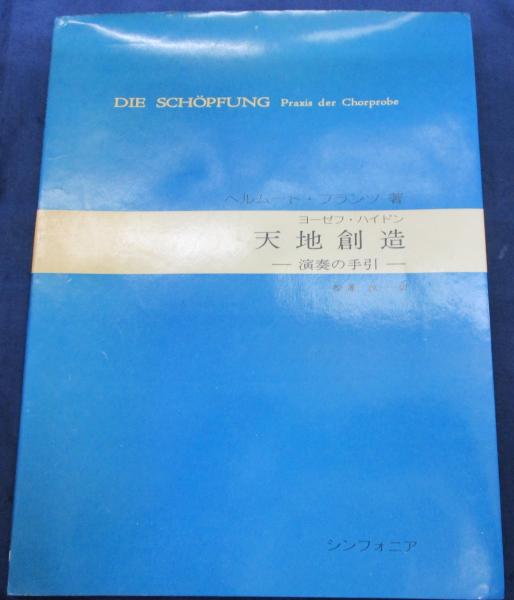 DIE SCHÖPFUNG Praxis der Chorprobe
ヘルムート・フランツ 著
ヨーゼフ・ハイドン
天地創造
— 演奏の手引 —
訳
シンフォニア